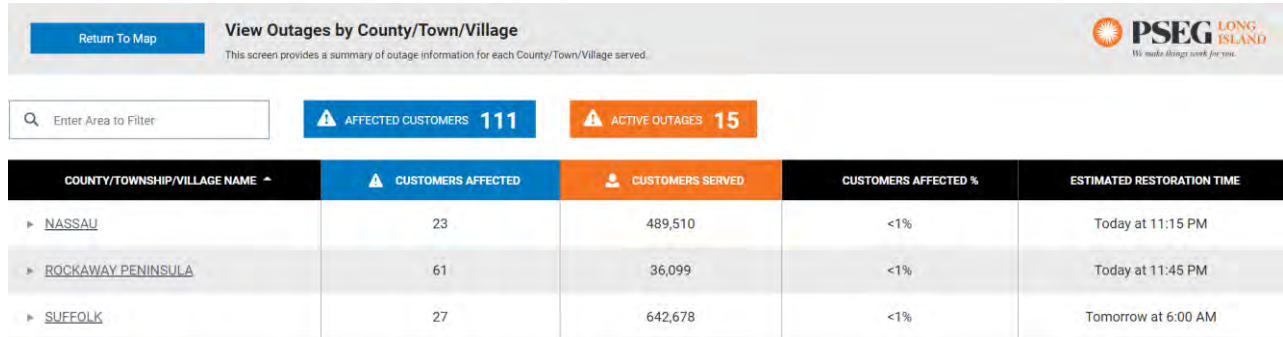 Return To Map
View Outages by County/Town/Village
This screen provides a summary of outage information for each County/Town/Village served.
PSEG LONG ISLAND
We make things work for you.
Enter Area to Filter
AFFECTED CUSTOMERS 111
ACTIVE OUTAGES 15
COUNTY/TOWNSHIP/VILLAGE NAME CUSTOMERS AFFECTED CUSTOMERS SERVED CUSTOMERS AFFECTED % ESTIMATED RESTORATION TIME
NASSAU 23 489,510 <1% Today at 11:15 PM
ROCKAWAY PENINSULA 61 36,099 <1% Today at 11:45 PM
SUFFOLK 27 642,678 <1% Tomorrow at 6:00 AM